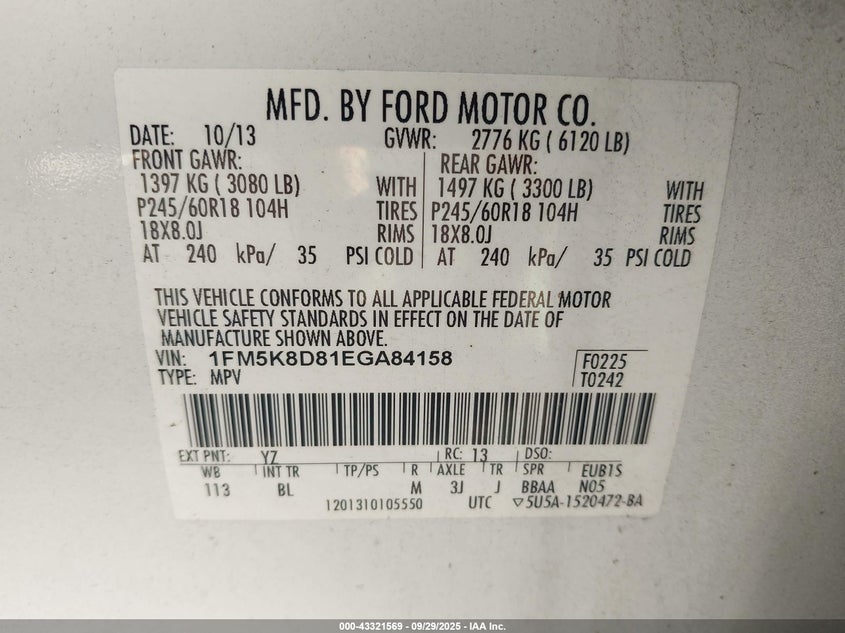 MFD. BY FORD MOTOR CO.
DATE: 10/13 GVWR: 2776 KG ( 6120 LB)
FRONT GAWR: REAR GAWR:
1397 KG ( 3080 LB) WITH 1497 KG ( 3300 LB) WITH
P245/60R18 104H TIRES P245/60R18 104H TIRES
18X8.0J RIMS 18X8.0J RIMS
AT 240 kPa/ 35 PSI COLD AT 240 kPa/ 35 PSI COLD
THIS VEHICLE CONFORMS TO ALL APPLICABLE FEDERAL MOTOR
VEHICLE SAFETY STANDARDS IN EFFECT ON THE DATE OF
MANUFACTURE SHOWN ABOVE.
VIN: 1FM5K8D81EGA84158 F0225
TYPE: MPV T0242
EXT PNT: YZ RC: 13 DSO:
WB INT TR TP/PS R AXLE TR SPR EUB1S
113 BL M 3J J BBAA N05
1201310105550 UTC ▽5U5A-1520472-BA
000-43321569 - 09/29/2025 - IAA Inc.